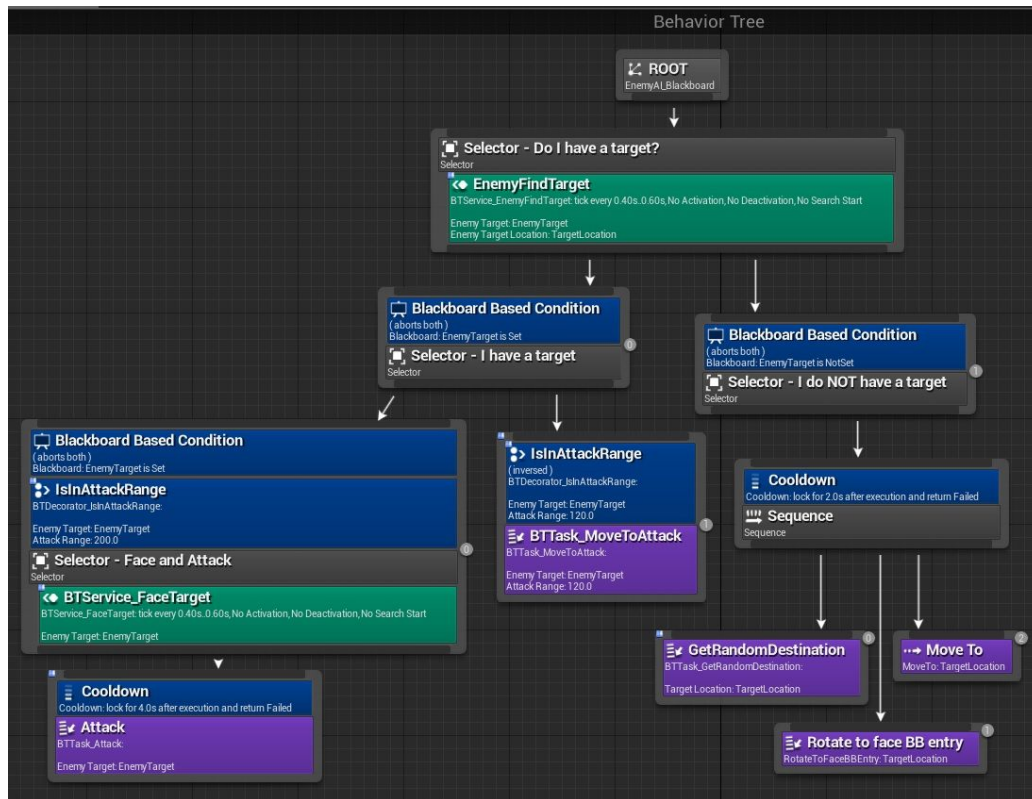 Behavior Tree
ROOT
EnemyAI_Blackboard
Selector - Do I have a target?
Selector
EnemyFindTarget
BTService_EnemyFindTarget: tick every 0.40s..0.60s, No Activation, No Deactivation, No Search Start
Enemy Target: EnemyTarget
Enemy Target Location: TargetLocation
Blackboard Based Condition
( aborts both )
Blackboard: EnemyTarget is Set
Selector - I have a target
Selector
0
Blackboard Based Condition
( aborts both )
Blackboard: EnemyTarget is NotSet
Selector - I do NOT have a target
Selector
1
Blackboard Based Condition
( aborts both )
Blackboard: EnemyTarget is Set
IsInAttackRange
BTDecorator_IsInAttackRange:
Enemy Target: EnemyTarget
Attack Range: 200.0
Selector - Face and Attack
Selector
BTService_FaceTarget
BTService_FaceTarget: tick every 0.40s..0.60s, No Activation, No Deactivation, No Search Start
Enemy Target: EnemyTarget
0
IsInAttackRange
( inversed )
BTDecorator_IsInAttackRange:
Enemy Target: EnemyTarget
Attack Range: 120.0
BTTask_MoveToAttack
BTTask_MoveToAttack:
Enemy Target: EnemyTarget
Attack Range: 120.0
1
Cooldown
Cooldown: lock for 2.0s after execution and return Failed
Sequence
Sequence
Cooldown
Cooldown: lock for 4.0s after execution and return Failed
Attack
BTTask_Attack:
Enemy Target: EnemyTarget
GetRandomDestination
BTTask_GetRandomDestination:
Target Location: TargetLocation
0
Move To
MoveTo: TargetLocation
2
Rotate to face BB entry
RotateToFaceBBEntry: TargetLocation
1